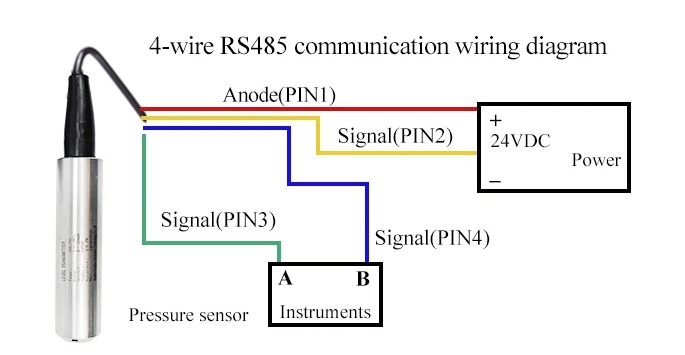 4-wire RS485 communication wiring diagram
Anode(PIN1)
+
Signal(PIN2)
24VDC
Power
–
Signal(PIN3)
Signal(PIN4)
A
B
Instruments
Pressure sensor